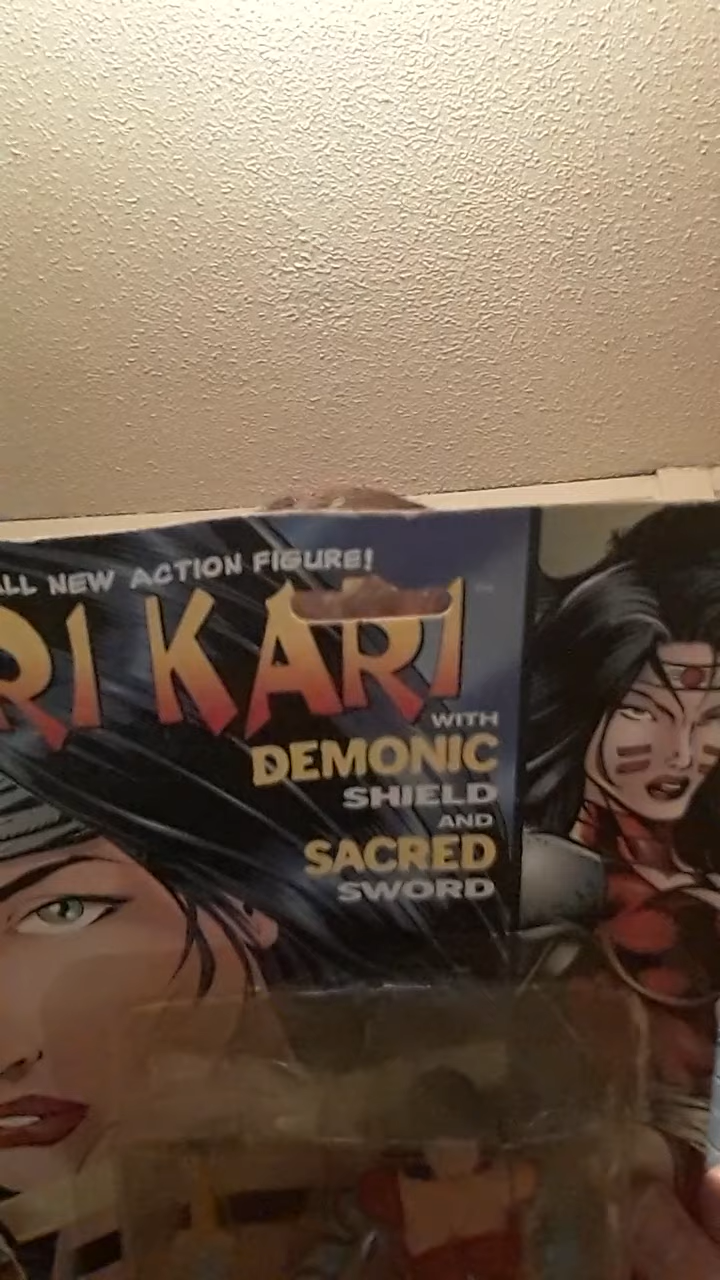 ALL NEW ACTION FIGURE!
RI KARI
WITH
DEMONIC
SHIELD
AND
SACRED
SWORD